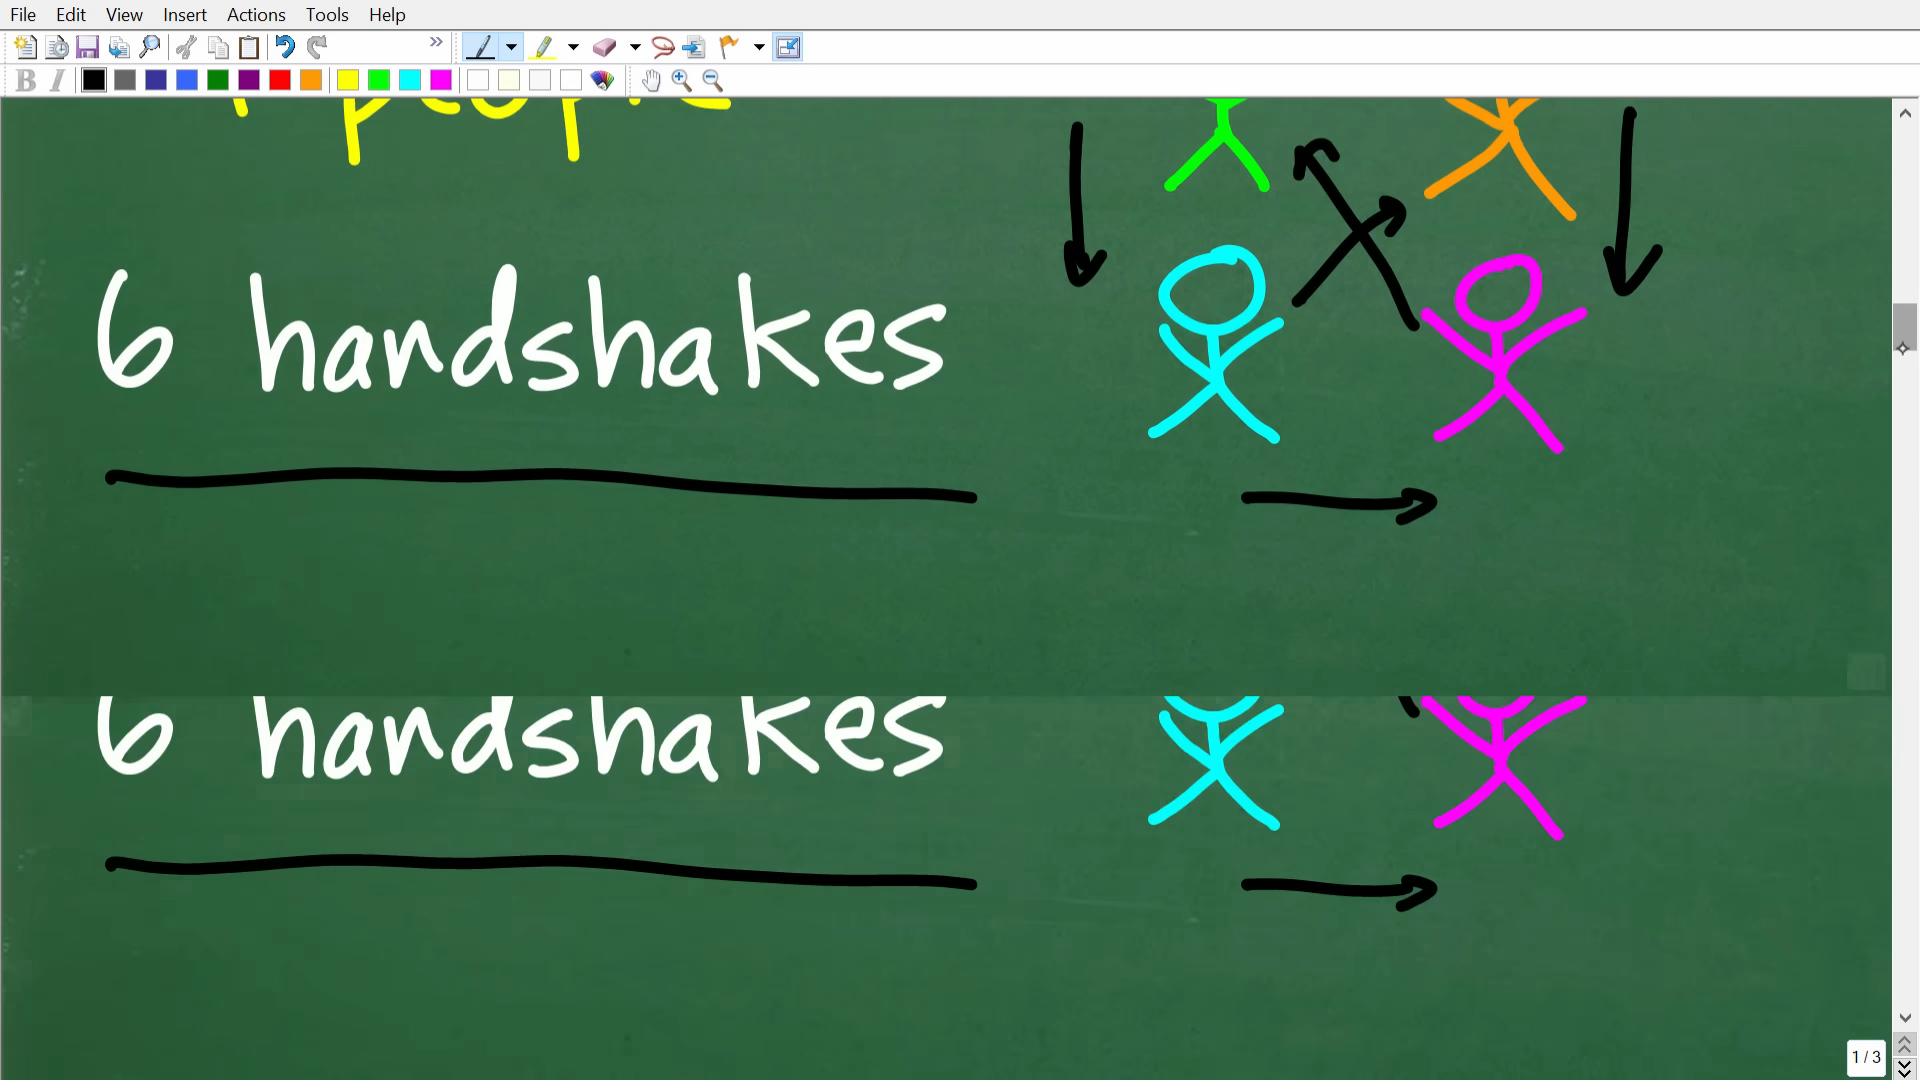 File Edit View Insert Actions Tools Help
B I
6 handshakes
6 handshakes
1 / 3